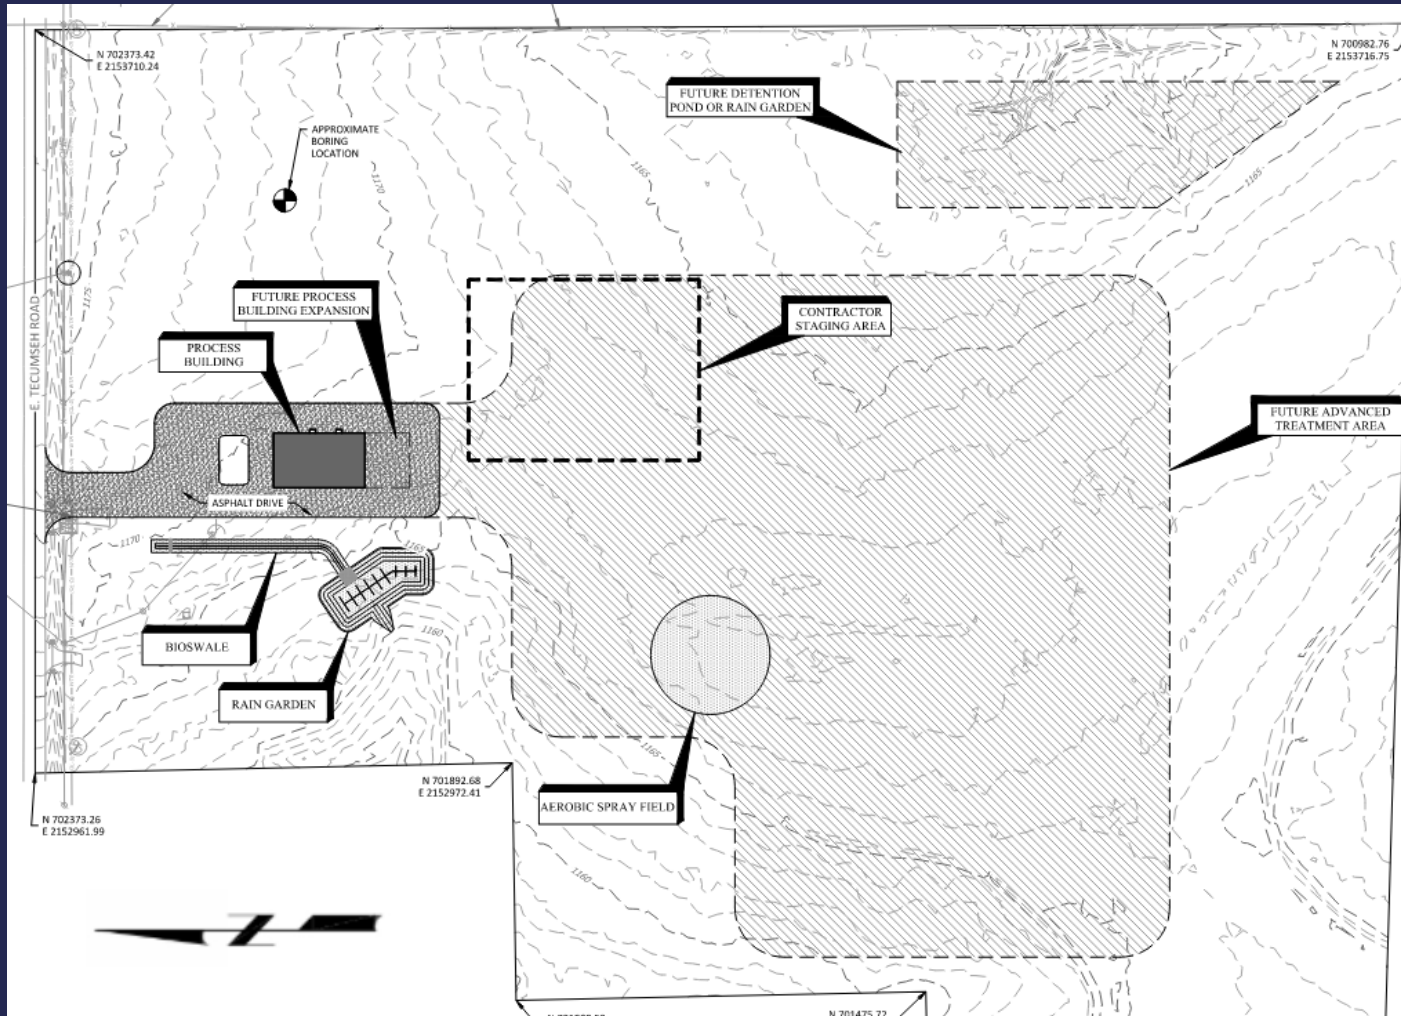 N 702373.42
E 2153710.24
N 700982.76
E 2153716.75
FUTURE DETENTION
POND OR RAIN GARDEN
APPROXIMATE
BORING
LOCATION
1165
1170
1165
1175
FUTURE PROCESS
BUILDING EXPANSION
CONTRACTOR
STAGING AREA
E. TECUMSEH ROAD
PROCESS
BUILDING
FUTURE ADVANCED
TREATMENT AREA
ASPHALT DRIVE
1170
1165
1160
BIOSWALE
RAIN GARDEN
1165
N 701892.68
E 2152972.41
AEROBIC SPRAY FIELD
N 702373.26
E 2152961.99
1160
Z
N 701475.72